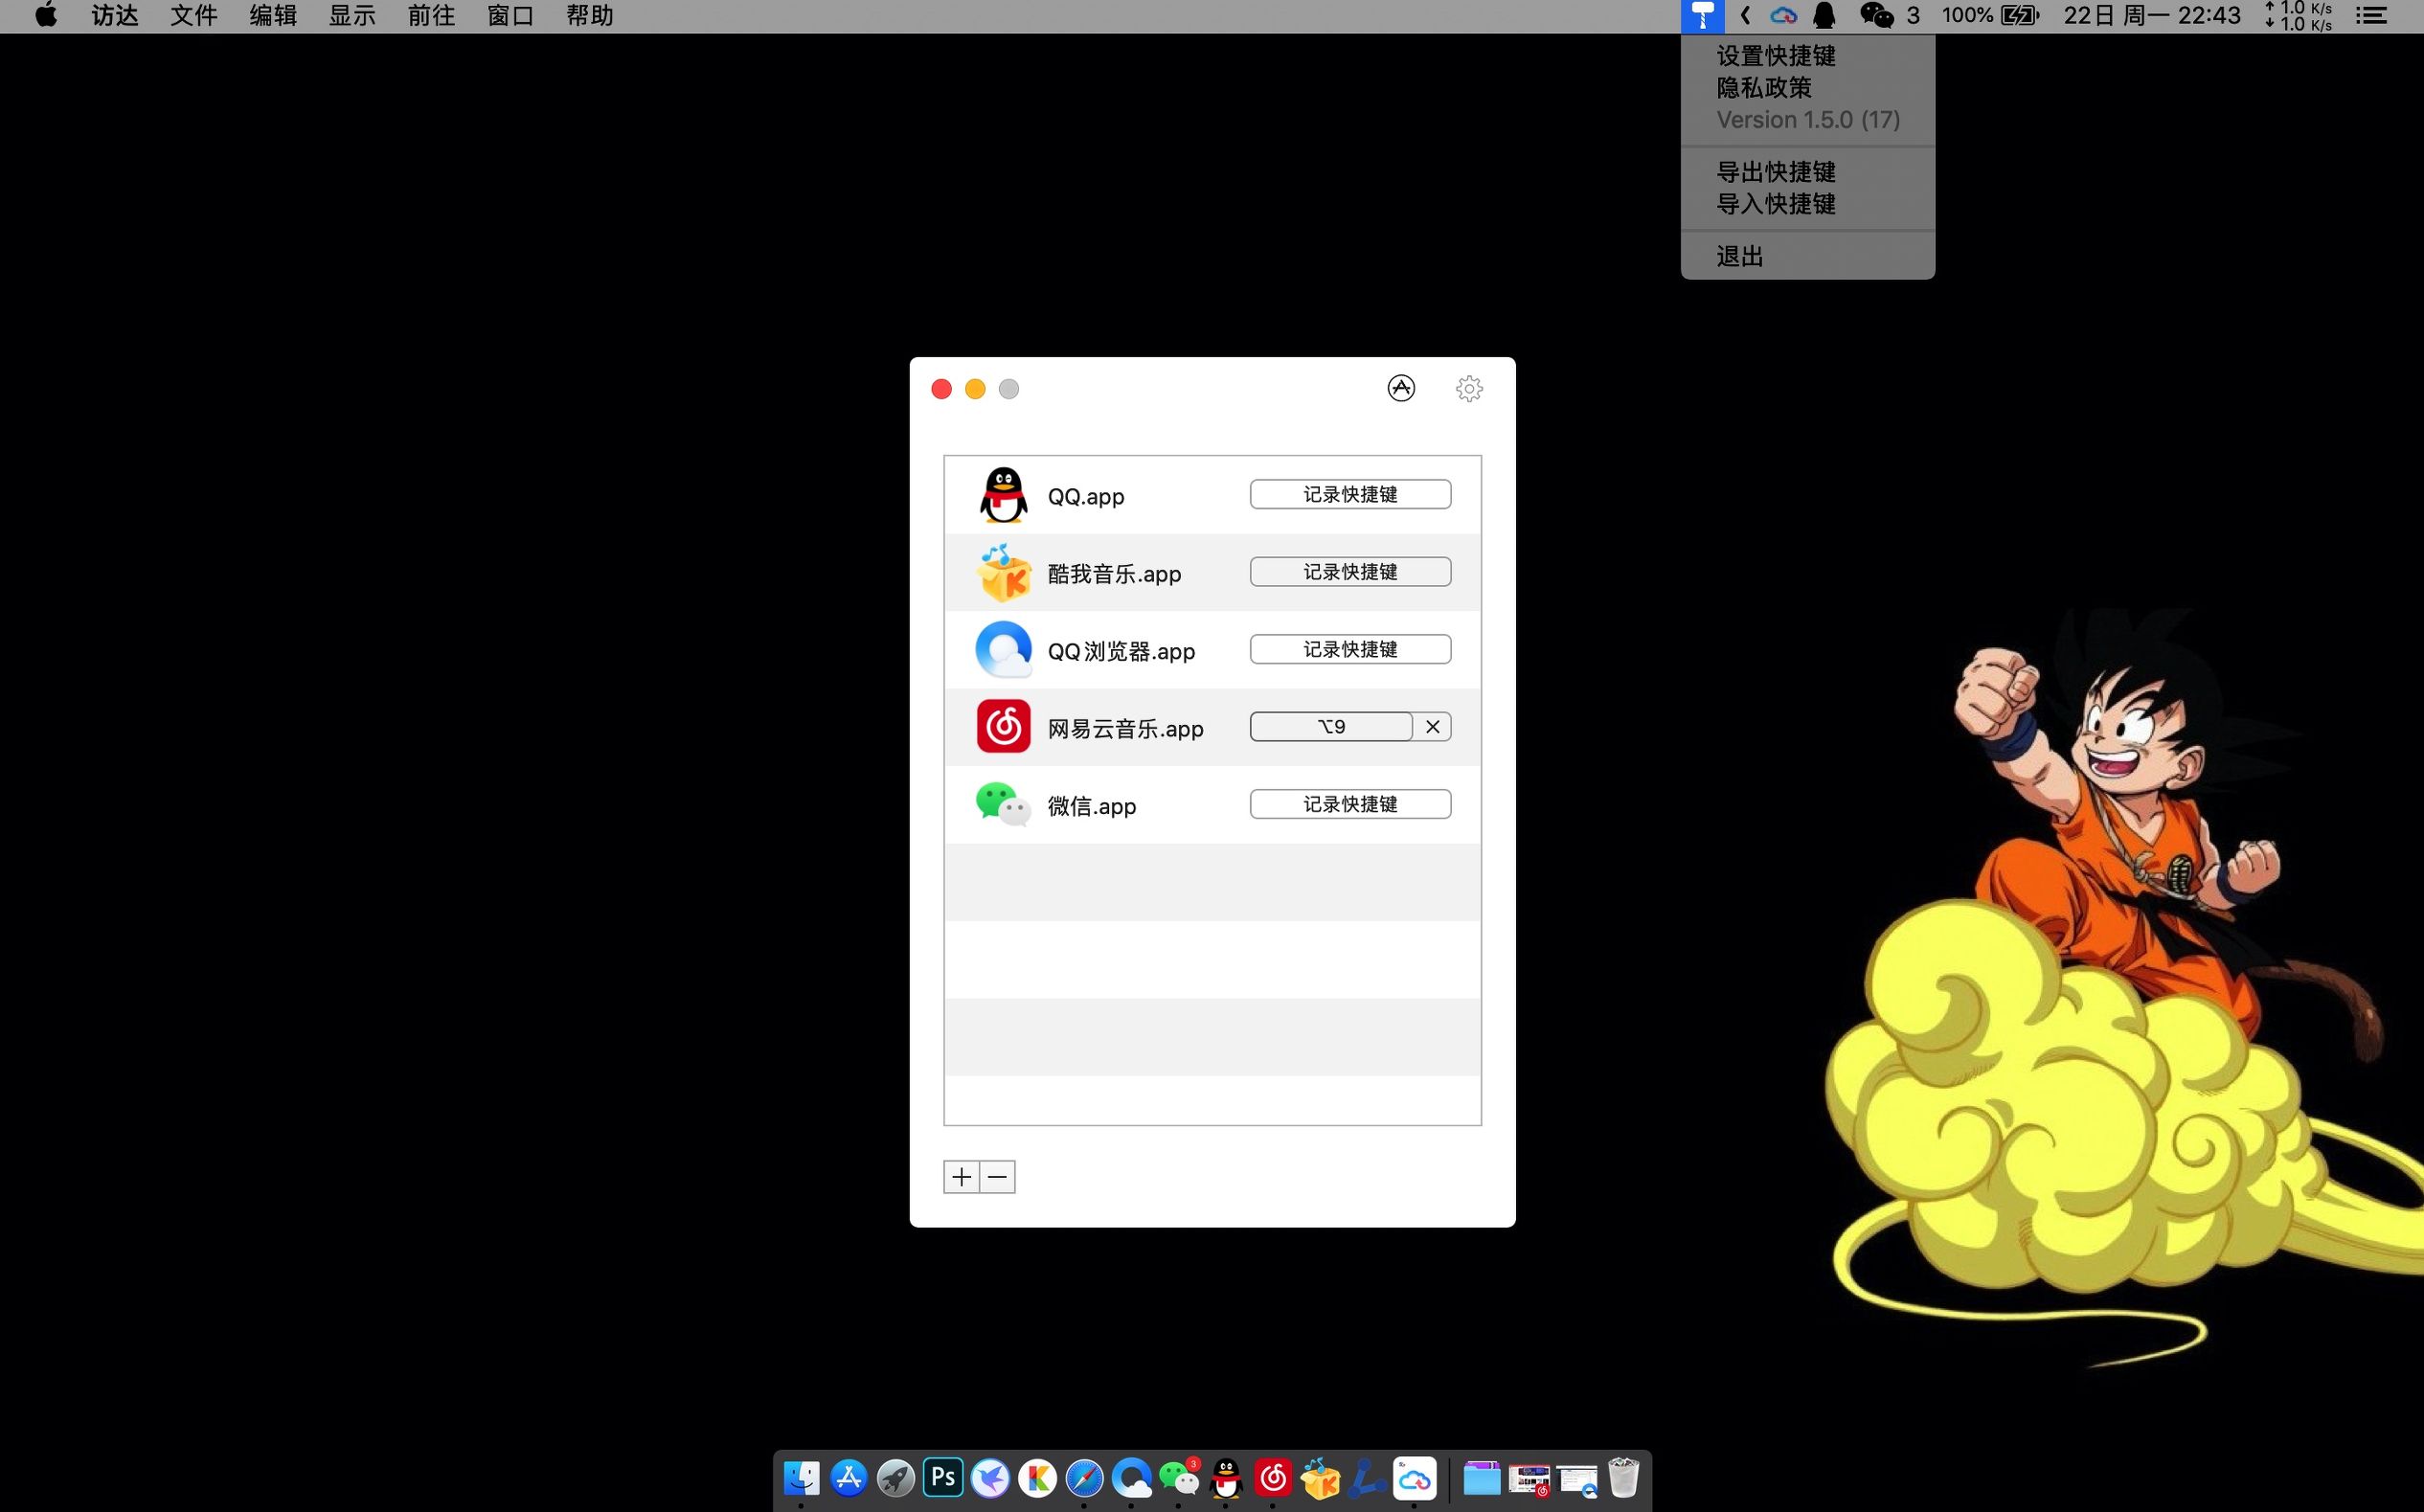 访达 文件 编辑 显示 前往 窗口 帮助 3 100% 22日 周一 22:43 1.0 K/s
1.0 K/s
设置快捷键
隐私政策
Version 1.5.0 (17)
导出快捷键
导入快捷键
退出
QQ.app 记录快捷键
酷我音乐.app 记录快捷键
QQ浏览器.app 记录快捷键
网易云音乐.app ⌥9
微信.app 记录快捷键
Ps 3